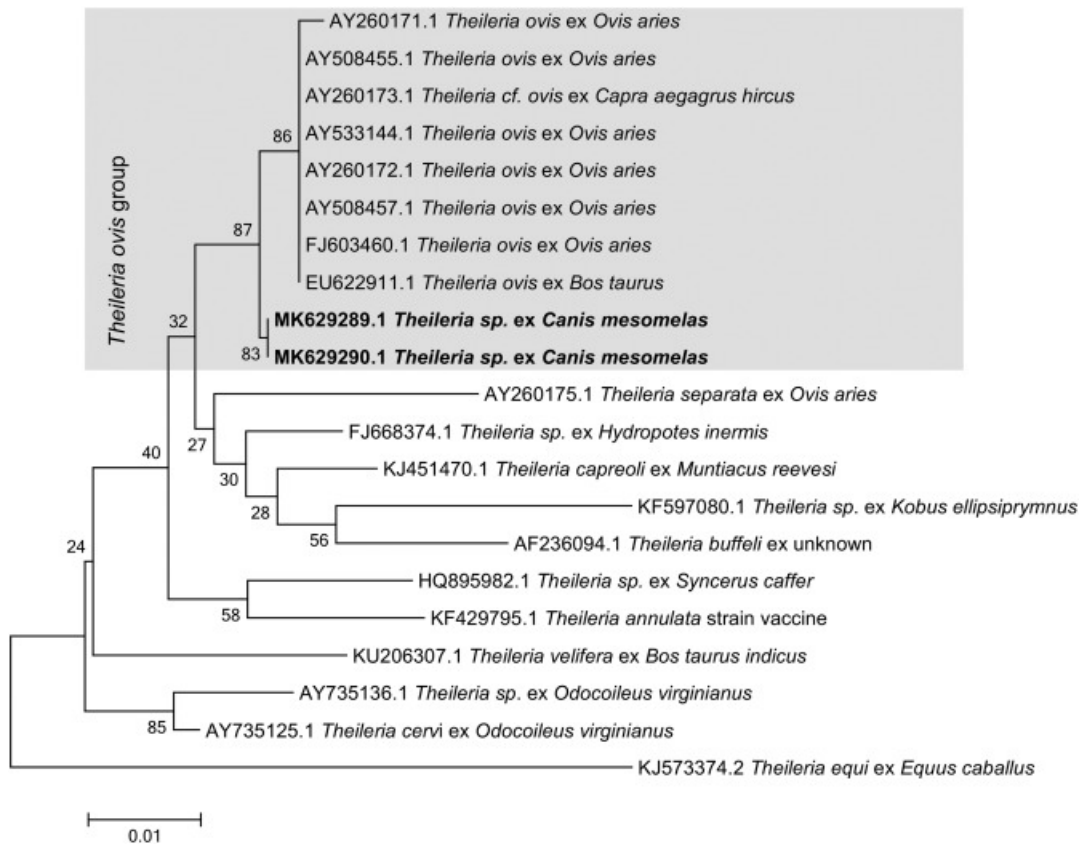 AY260171.1 Theileria ovis ex Ovis aries
AY508455.1 Theileria ovis ex Ovis aries
AY260173.1 Theileria cf. ovis ex Capra aegagrus hircus
AY533144.1 Theileria ovis ex Ovis aries
86
AY260172.1 Theileria ovis ex Ovis aries
AY508457.1 Theileria ovis ex Ovis aries
87
FJ603460.1 Theileria ovis ex Ovis aries
EU622911.1 Theileria ovis ex Bos taurus
Theileria ovis group
32
MK629289.1 Theileria sp. ex Canis mesomelas
83
MK629290.1 Theileria sp. ex Canis mesomelas
AY260175.1 Theileria separata ex Ovis aries
27
FJ668374.1 Theileria sp. ex Hydropotes inermis
40
30
KJ451470.1 Theileria capreoli ex Muntiacus reevesi
28
KF597080.1 Theileria sp. ex Kobus ellipsiprymnus
56
AF236094.1 Theileria buffeli ex unknown
24
HQ895982.1 Theileria sp. ex Syncerus caffer
58
KF429795.1 Theileria annulata strain vaccine
KU206307.1 Theileria velifera ex Bos taurus indicus
AY735136.1 Theileria sp. ex Odocoileus virginianus
85
AY735125.1 Theileria cervi ex Odocoileus virginianus
KJ573374.2 Theileria equi ex Equus caballus
0.01